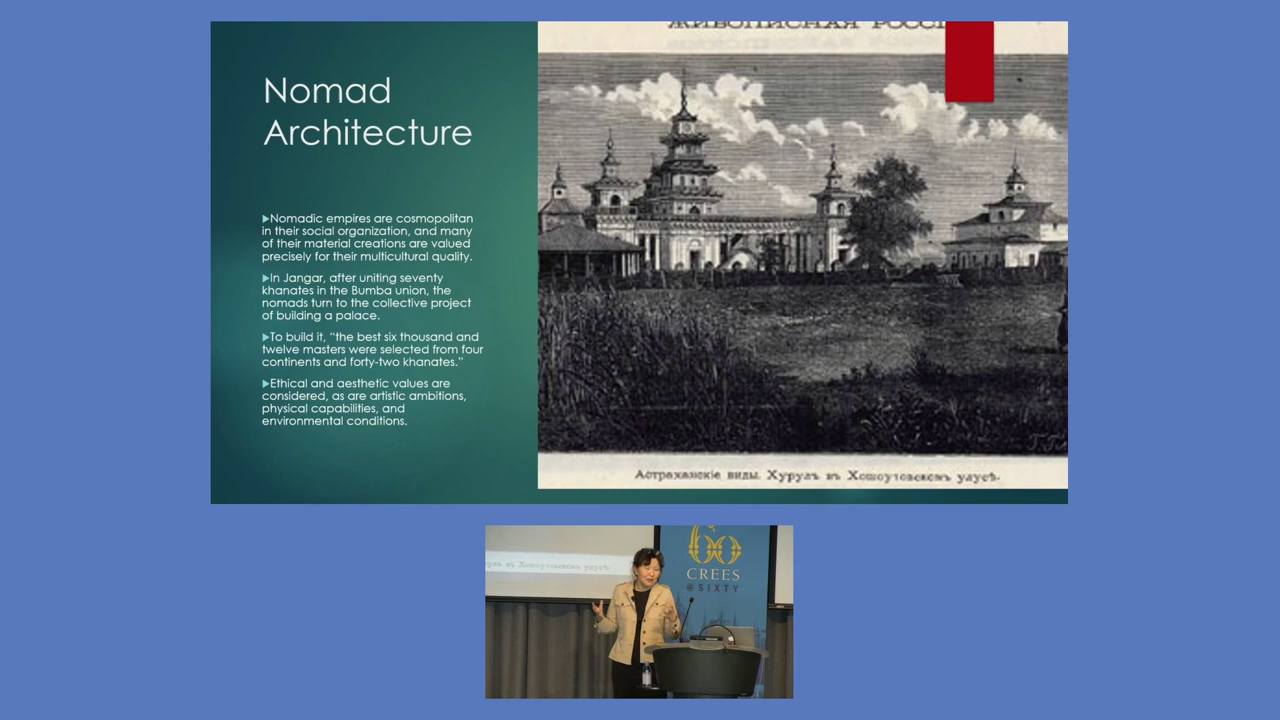 Nomad
Architecture
Nomadic empires are cosmopolitan
in their social organization, and many
of their material creations are valued
precisely for their multicultural quality.
In Jangar, after uniting seventy
khanates in the Bumba union, the
nomads turn to the collective project
of building a palace.
To build it, “the best six thousand and
twelve masters were selected from four
continents and forty-two khanates.”
Ethical and aesthetic values are
considered, as are artistic ambitions,
physical capabilities, and
environmental conditions.
ЖИВОПИСНАЯ
Астраханскіе виды. Хурулъ въ Хошоутовскомъ улусѣ.
въ Хошоутовскомъ улусѣ.
60
CREES
@SIXTY